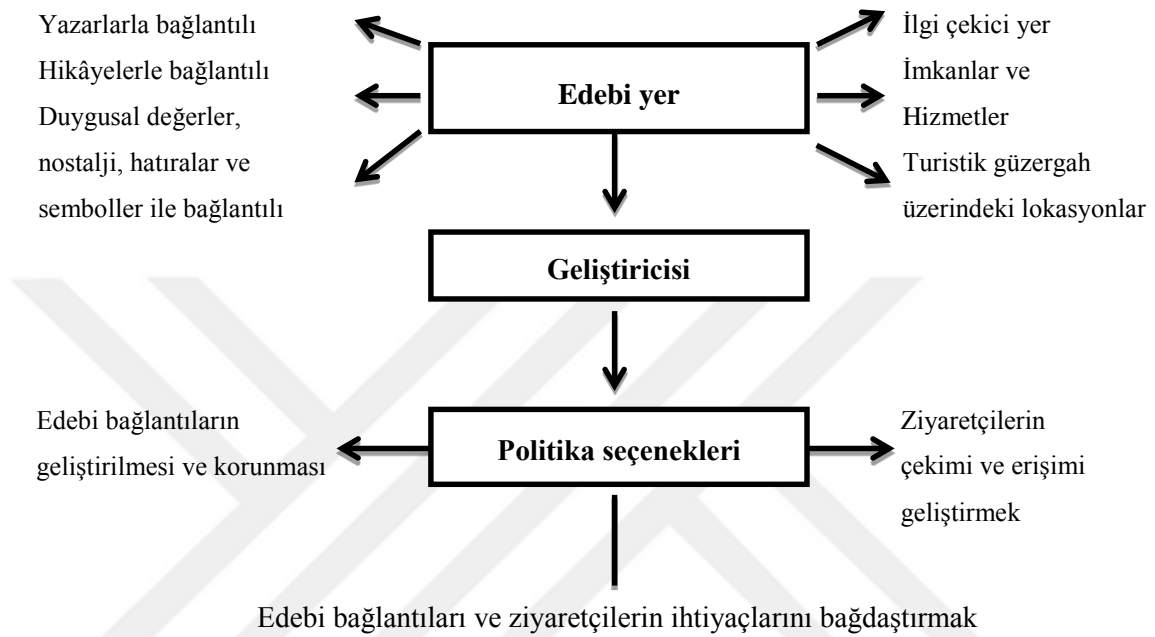 Yazarlarla bağlantılı
Hikâyelerle bağlantılı
Duygusal değerler,
nostalji, hatıralar ve
semboller ile bağlantılı
Edebi yer
İlgi çekici yer
İmkanlar ve
Hizmetler
Turistik güzergah
üzerindeki lokasyonlar
Geliştiricisi
Edebi bağlantıların
geliştirilmesi ve korunması
Politika seçenekleri
Ziyaretçilerin
çekimi ve erişimi
geliştirmek
Edebi bağlantıları ve ziyaretçilerin ihtiyaçlarını bağdaştırmak